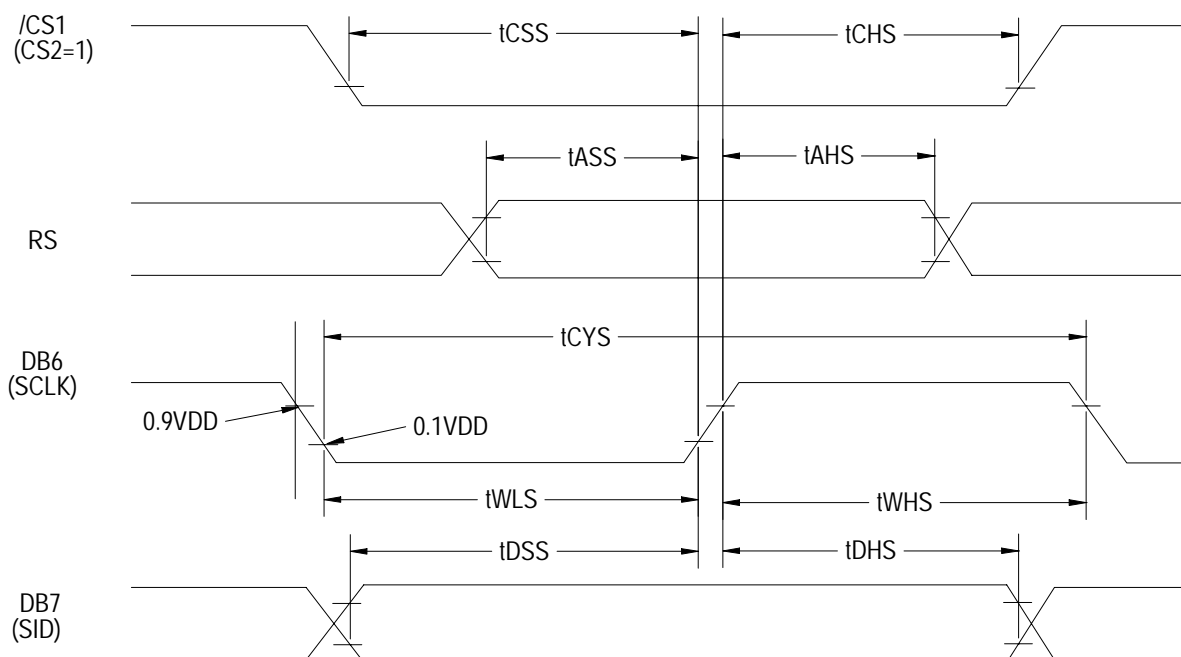 /CS1
(CS2=1)
tCSS
tCHS
tASS
tAHS
RS
tCYS
DB6
(SCLK)
0.9VDD
0.1VDD
tWLS
tWHS
tDSS
tDHS
DB7
(SID)